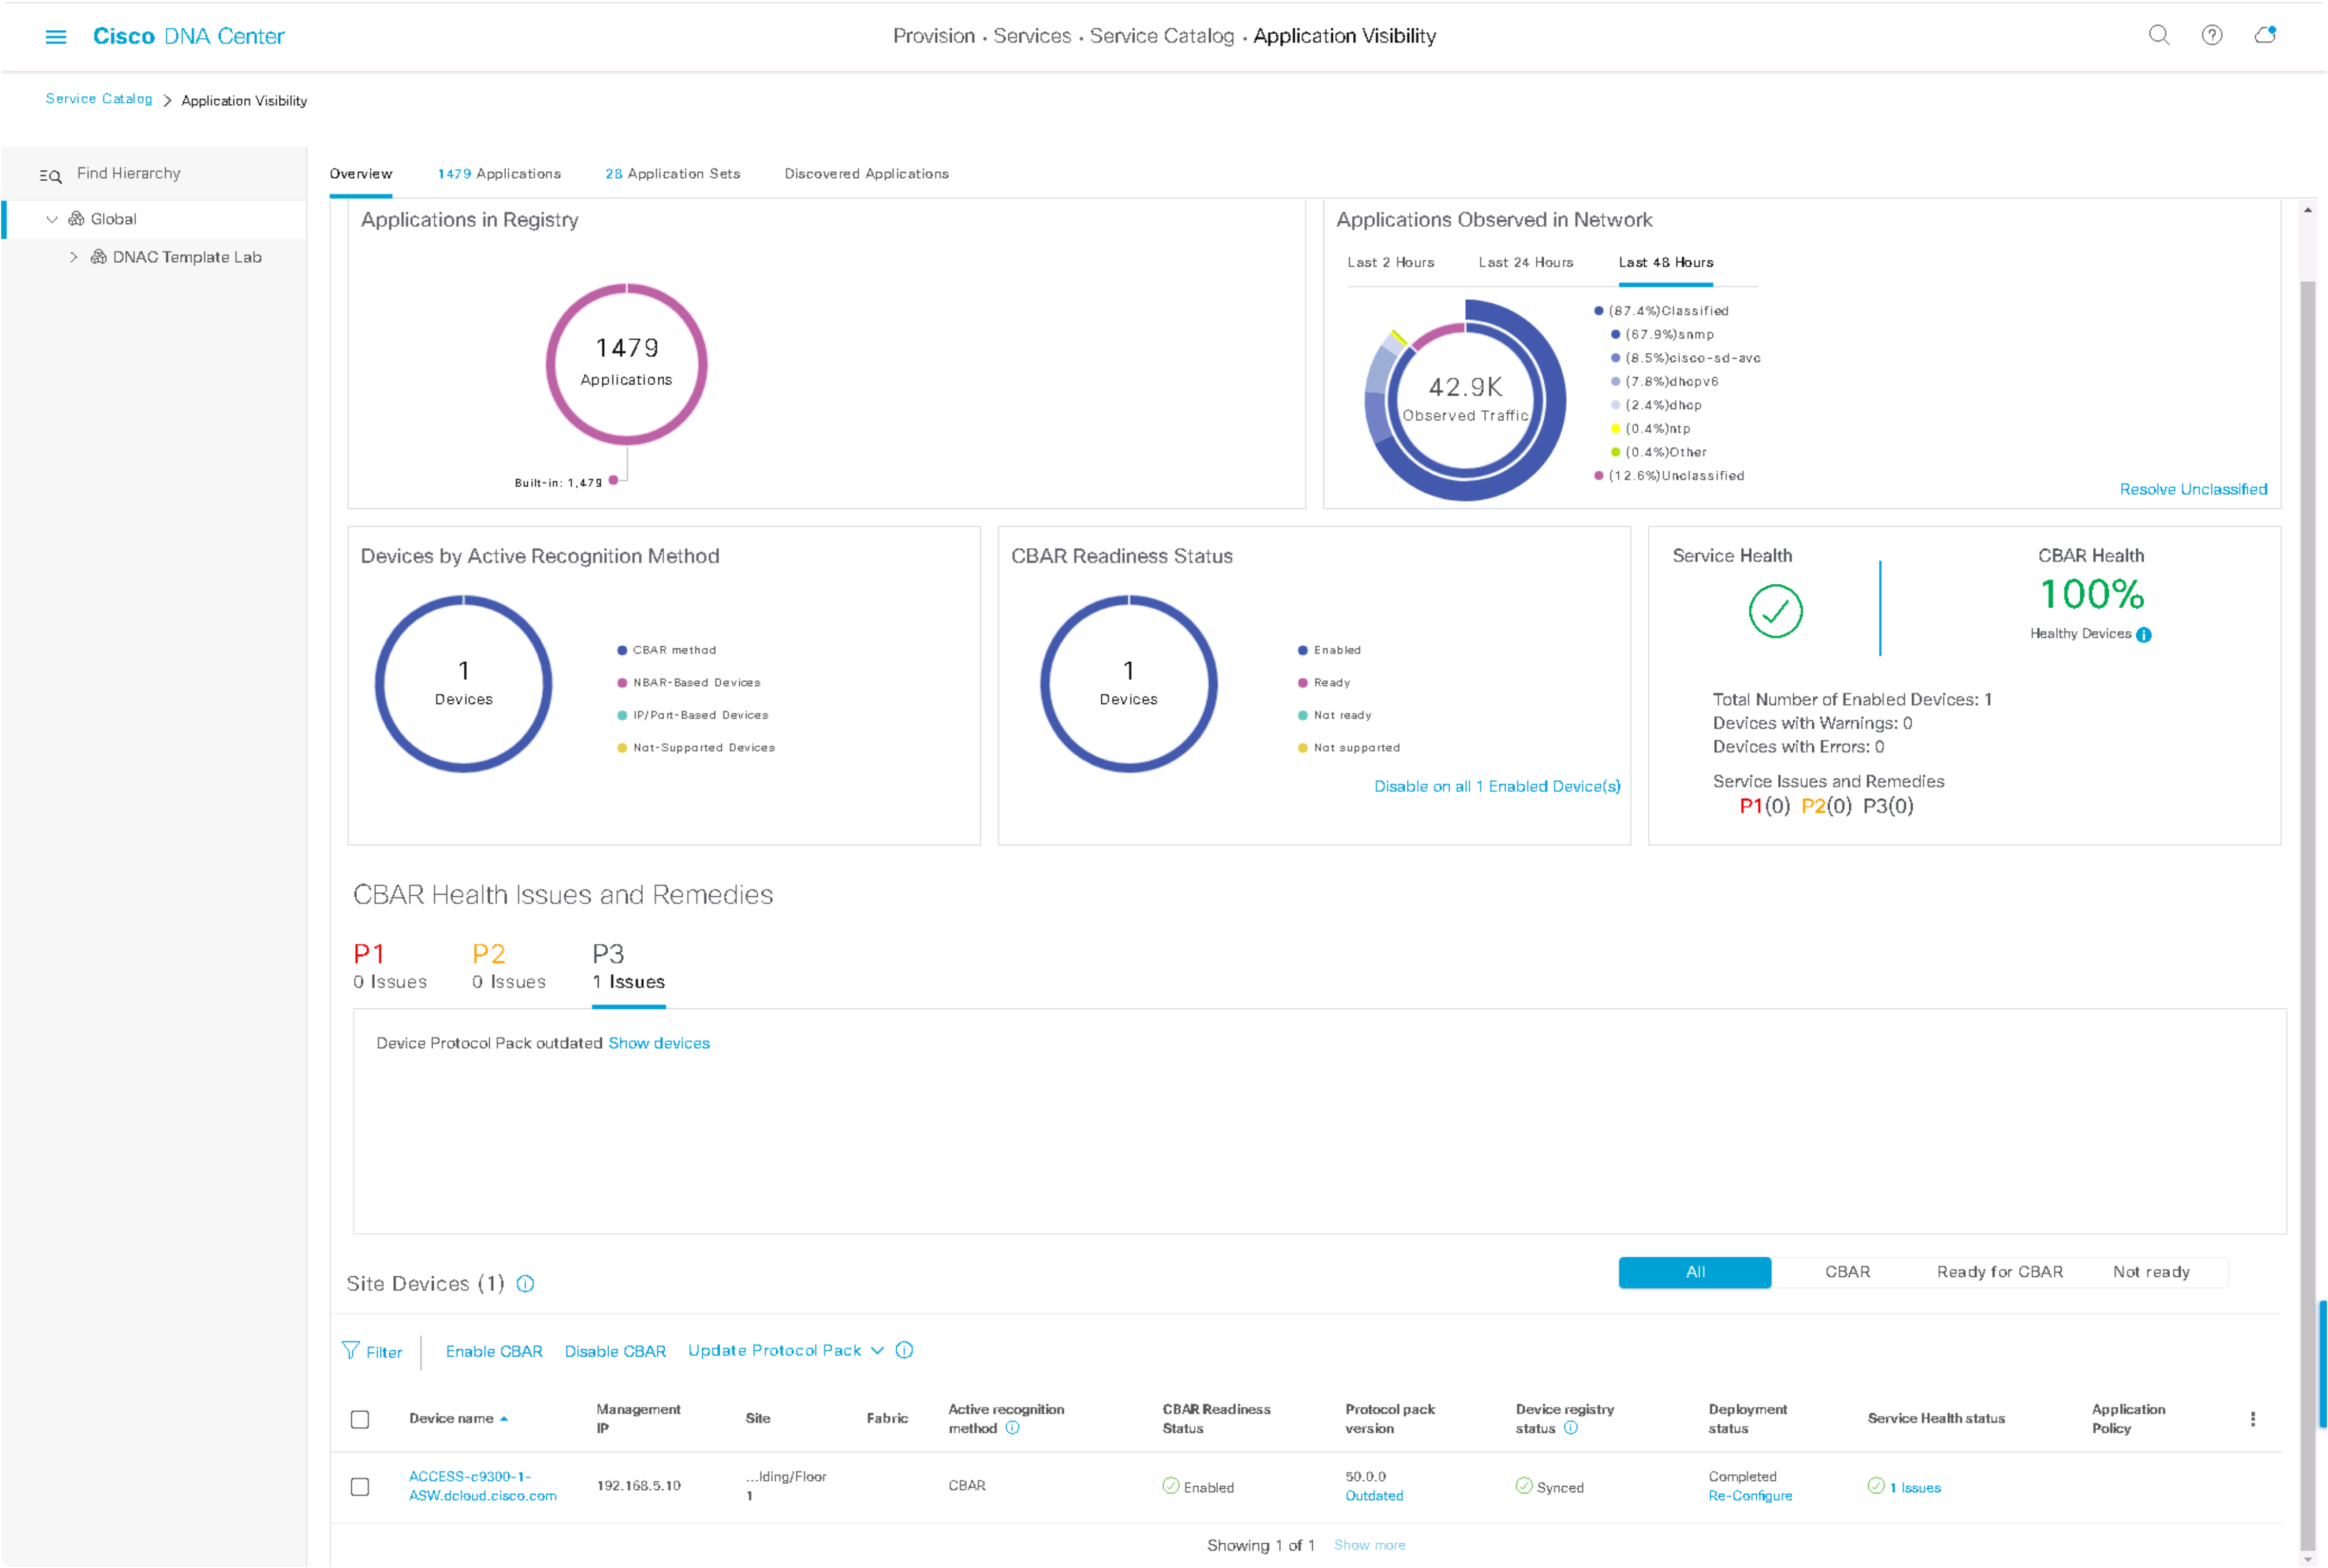 Cisco DNA Center
Provision • Services • Service Catalog • Application Visibility
Service Catalog > Application Visibility
Find Hierarchy
Global
DNAC Template Lab
Overview
1479 Applications
28 Application Sets
Discovered Applications
Applications in Registry
1479
Applications
Built-in: 1,479
Applications Observed in Network
Last 2 Hours
Last 24 Hours
Last 48 Hours
42.9K
Observed Traffic
(87.4%)Classified
(67.9%)snmp
(8.5%)cisco-sd-avc
(7.8%)dhcpv6
(2.4%)dhcp
(0.4%)ntp
(0.4%)Other
(12.6%)Unclassified
Resolve Unclassified
Devices by Active Recognition Method
1
Devices
CBAR method
NBAR-Based Devices
IP/Port-Based Devices
Not-Supported Devices
CBAR Readiness Status
1
Devices
Enabled
Ready
Not ready
Not supported
Disable on all 1 Enabled Device(s)
Service Health
CBAR Health
100%
Healthy Devices
Total Number of Enabled Devices: 1
Devices with Warnings: 0
Devices with Errors: 0
Service Issues and Remedies
P1(0) P2(0) P3(0)
CBAR Health Issues and Remedies
P1
0 Issues
P2
0 Issues
P3
1 Issues
Device Protocol Pack outdated Show devices
Site Devices (1)
All
CBAR
Ready for CBAR
Not ready
Filter
Enable CBAR
Disable CBAR
Update Protocol Pack
Device name
Management
IP
Site
Fabric
Active recognition
method
CBAR Readiness
Status
Protocol pack
version
Device registry
status
Deployment
status
Service Health status
Application
Policy
ACCESS-c9300-1-
ASW.dcloud.cisco.com
192.168.5.10
...lding/Floor
1
CBAR
Enabled
50.0.0
Outdated
Synced
Completed
Re-Configure
1 Issues
Showing 1 of 1
Show more